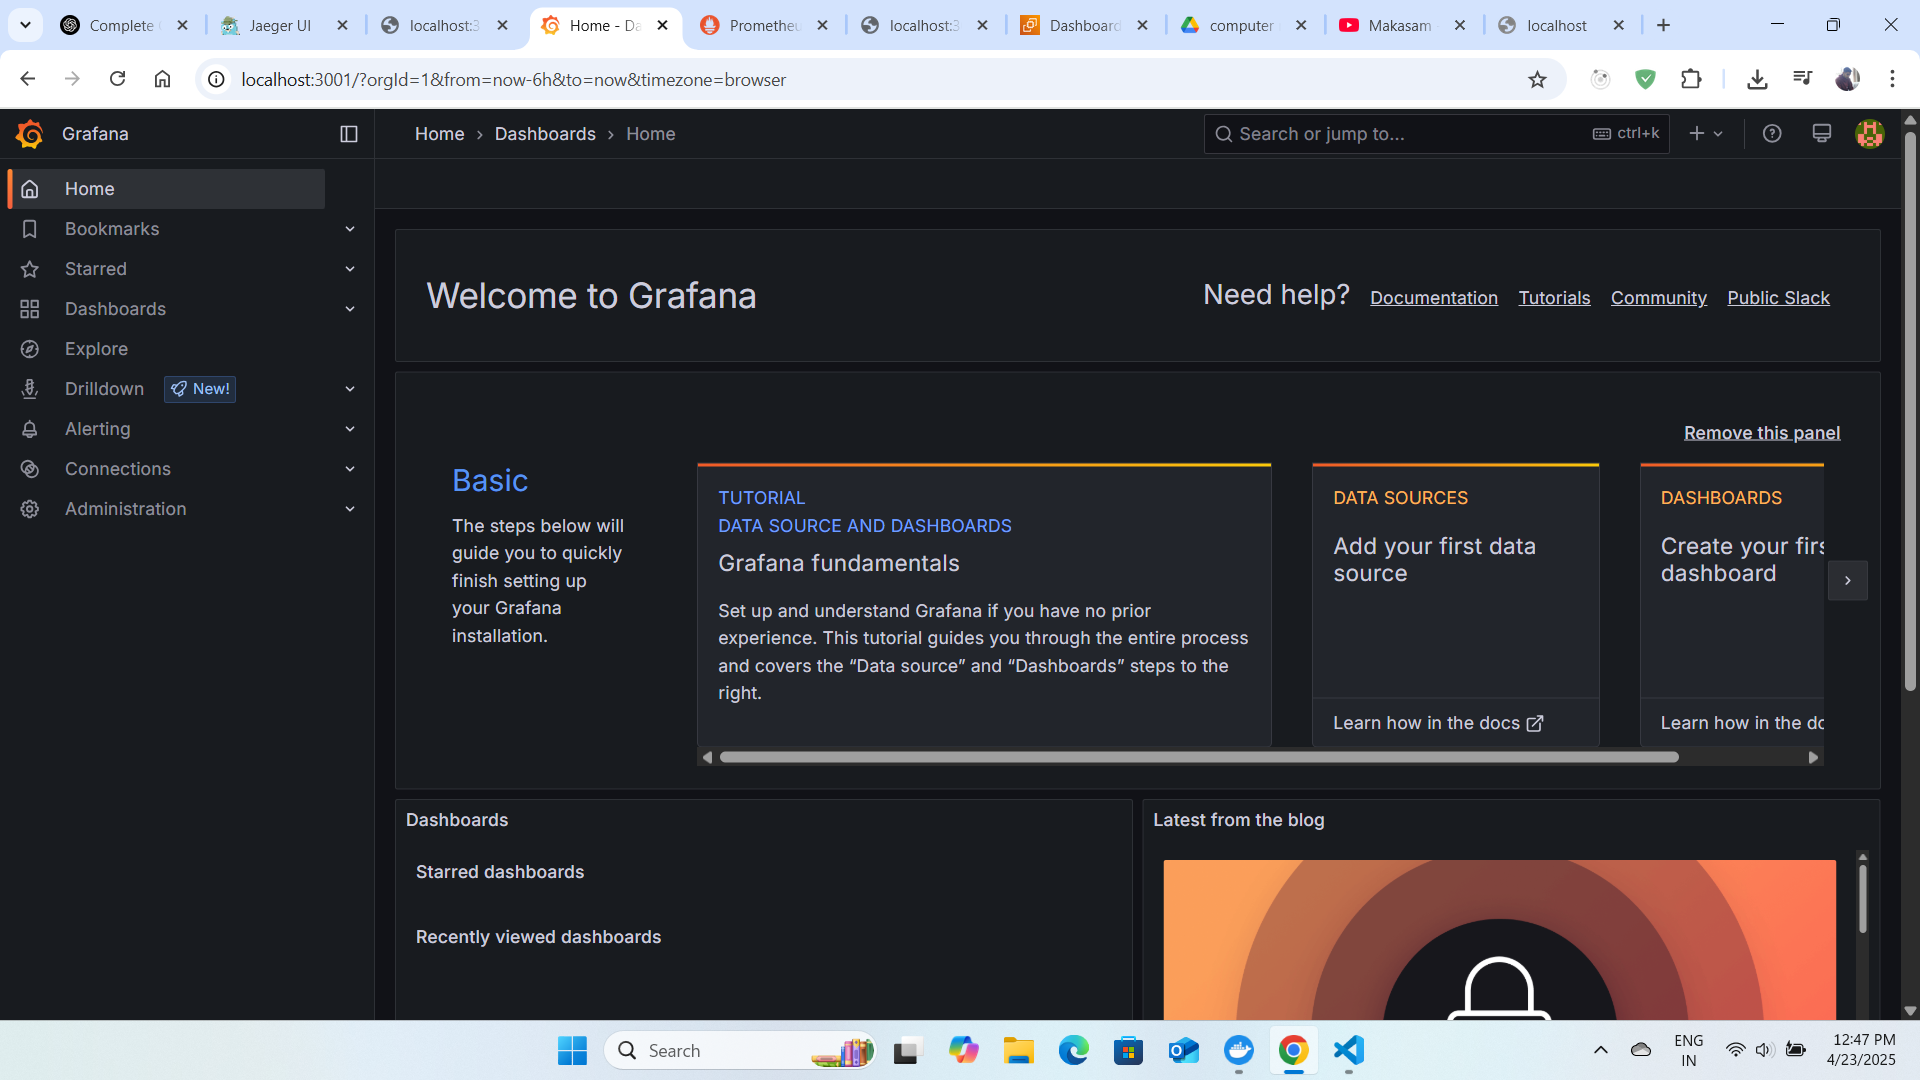 Complete
Jaeger UI
localhost:3
Home - Da
Prometheu
localhost:3
Dashboard
computer
Makasam
localhost
localhost:3001/?orgId=1&from=now-6h&to=now&timezone=browser
Grafana
Home › Dashboards › Home
Search or jump to...
ctrl+k
Home
Bookmarks
Starred
Dashboards
Explore
Drilldown New!
Alerting
Connections
Administration
Welcome to Grafana
Need help? Documentation Tutorials Community Public Slack
Remove this panel
Basic
The steps below will
guide you to quickly
finish setting up
your Grafana
installation.
TUTORIAL
DATA SOURCE AND DASHBOARDS
Grafana fundamentals
Set up and understand Grafana if you have no prior
experience. This tutorial guides you through the entire process
and covers the “Data source” and “Dashboards” steps to the
right.
DATA SOURCES
Add your first data
source
Learn how in the docs
DASHBOARDS
Create your firs
dashboard
Learn how in the do
Dashboards
Starred dashboards
Recently viewed dashboards
Latest from the blog
Search
ENG
IN
12:47 PM
4/23/2025